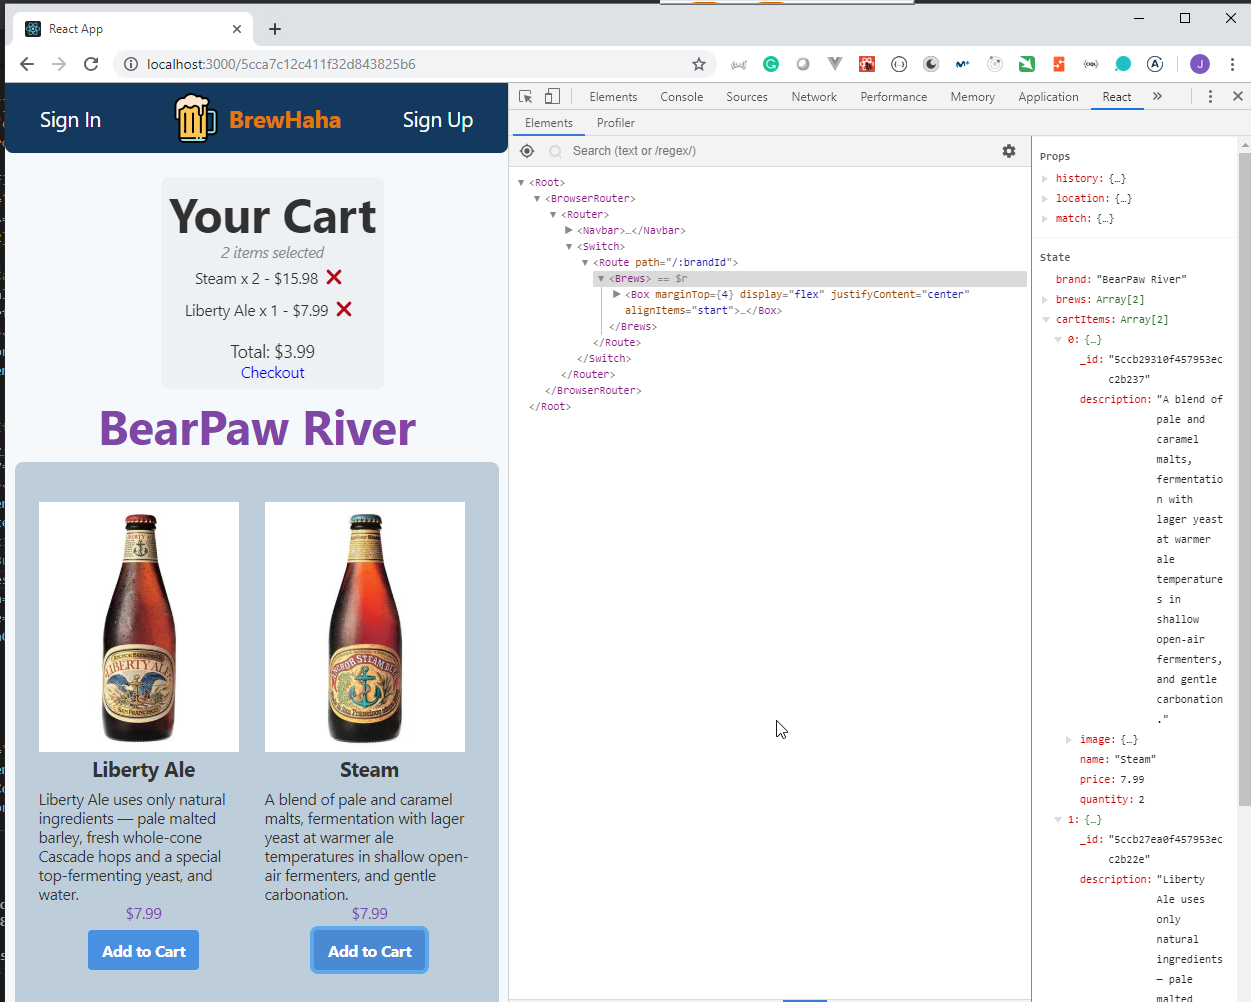 React App
localhost:3000/5cca7c12c411f32d843825b6
Sign In
BrewHaha
Sign Up
Your Cart
2 items selected
Steam x 2 - $15.98
Liberty Ale x 1 - $7.99
Total: $3.99
Checkout
BearPaw River
LIBERTY ALE
ANCHOR STEAM BEER
Liberty Ale
Steam
Liberty Ale uses only natural
ingredients — pale malted
barley, fresh whole-cone
Cascade hops and a special
top-fermenting yeast, and
water.
$7.99
Add to Cart
A blend of pale and caramel
malts, fermentation with lager
yeast at warmer ale
temperatures in shallow open-
air fermenters, and gentle
carbonation.
$7.99
Add to Cart
Elements Console Sources Network Performance Memory Application React »
Elements Profiler
Search (text or /regex/)
<Root>
<BrowserRouter>
<Router>
<Navbar>…</Navbar>
<Switch>
<Route path="/:brandId">
<Brews> == $r
<Box marginTop={4} display="flex" justifyContent="center"
alignItems="start">…</Box>
</Brews>
</Route>
</Switch>
</Router>
</BrowserRouter>
</Root>
Props
history: {…}
location: {…}
match: {…}
State
brand: "BearPaw River"
brews: Array[2]
cartItems: Array[2]
0: {…}
_id: "5ccb29310f457953ec
c2b237"
description: "A blend of
pale and
caramel
malts,
fermentatio
n with
lager yeast
at warmer
ale
temperature
s in
shallow
open-air
fermenters,
and gentle
carbonation
."
image: {…}
name: "Steam"
price: 7.99
quantity: 2
1: {…}
_id: "5ccb27ea0f457953ec
c2b22e"
description: "Liberty
Ale uses
only
natural
ingredients
— pale
malted